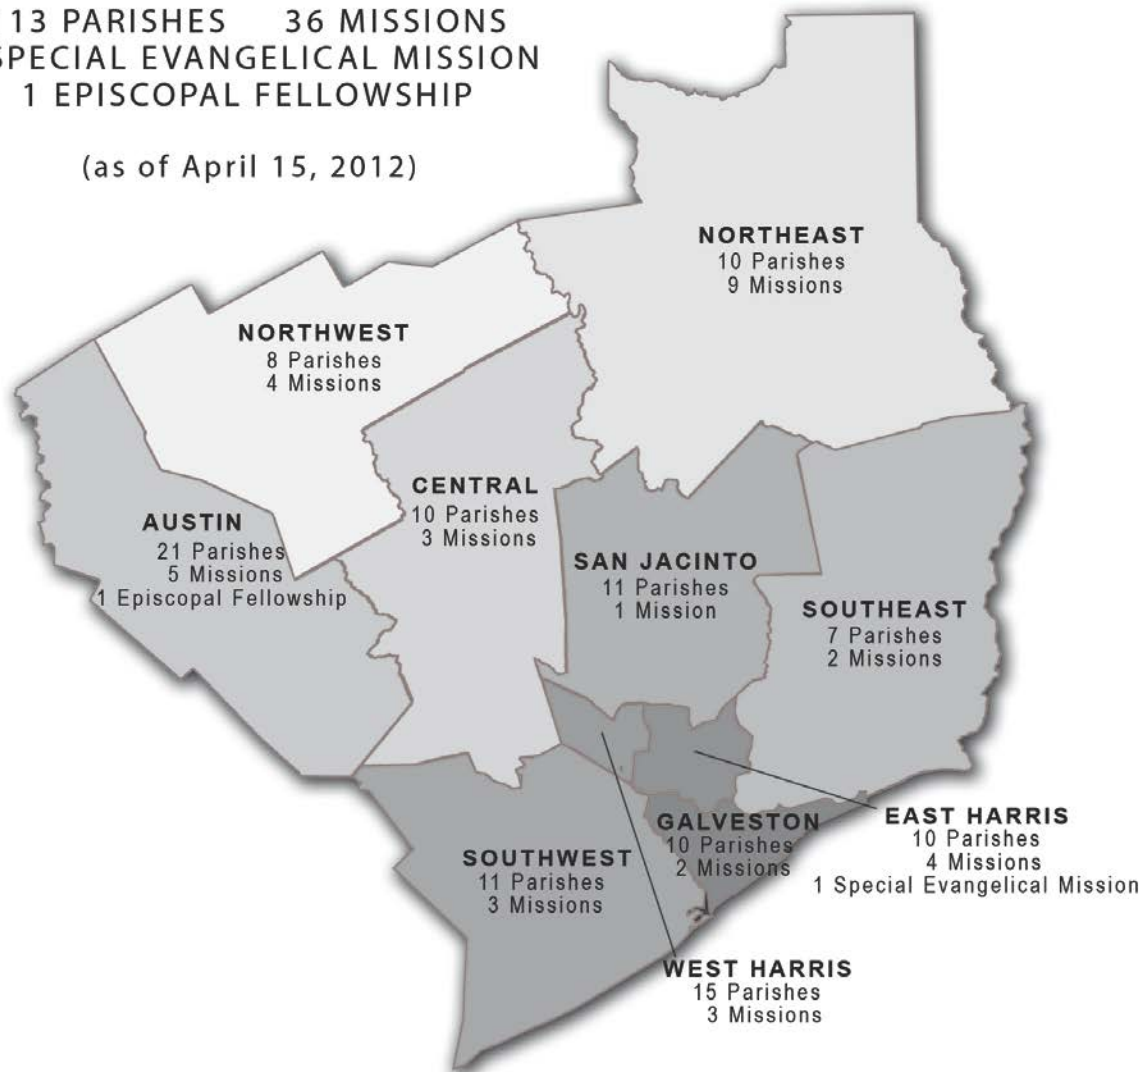 13 PARISHES 36 MISSIONS
SPECIAL EVANGELICAL MISSION
1 EPISCOPAL FELLOWSHIP
(as of April 15, 2012)
NORTHEAST
10 Parishes
9 Missions
NORTHWEST
8 Parishes
4 Missions
CENTRAL
10 Parishes
3 Missions
AUSTIN
21 Parishes
5 Missions
1 Episcopal Fellowship
SAN JACINTO
11 Parishes
1 Mission
SOUTHEAST
7 Parishes
2 Missions
GALVESTON
10 Parishes
2 Missions
EAST HARRIS
10 Parishes
4 Missions
1 Special Evangelical Mission
SOUTHWEST
11 Parishes
3 Missions
WEST HARRIS
15 Parishes
3 Missions